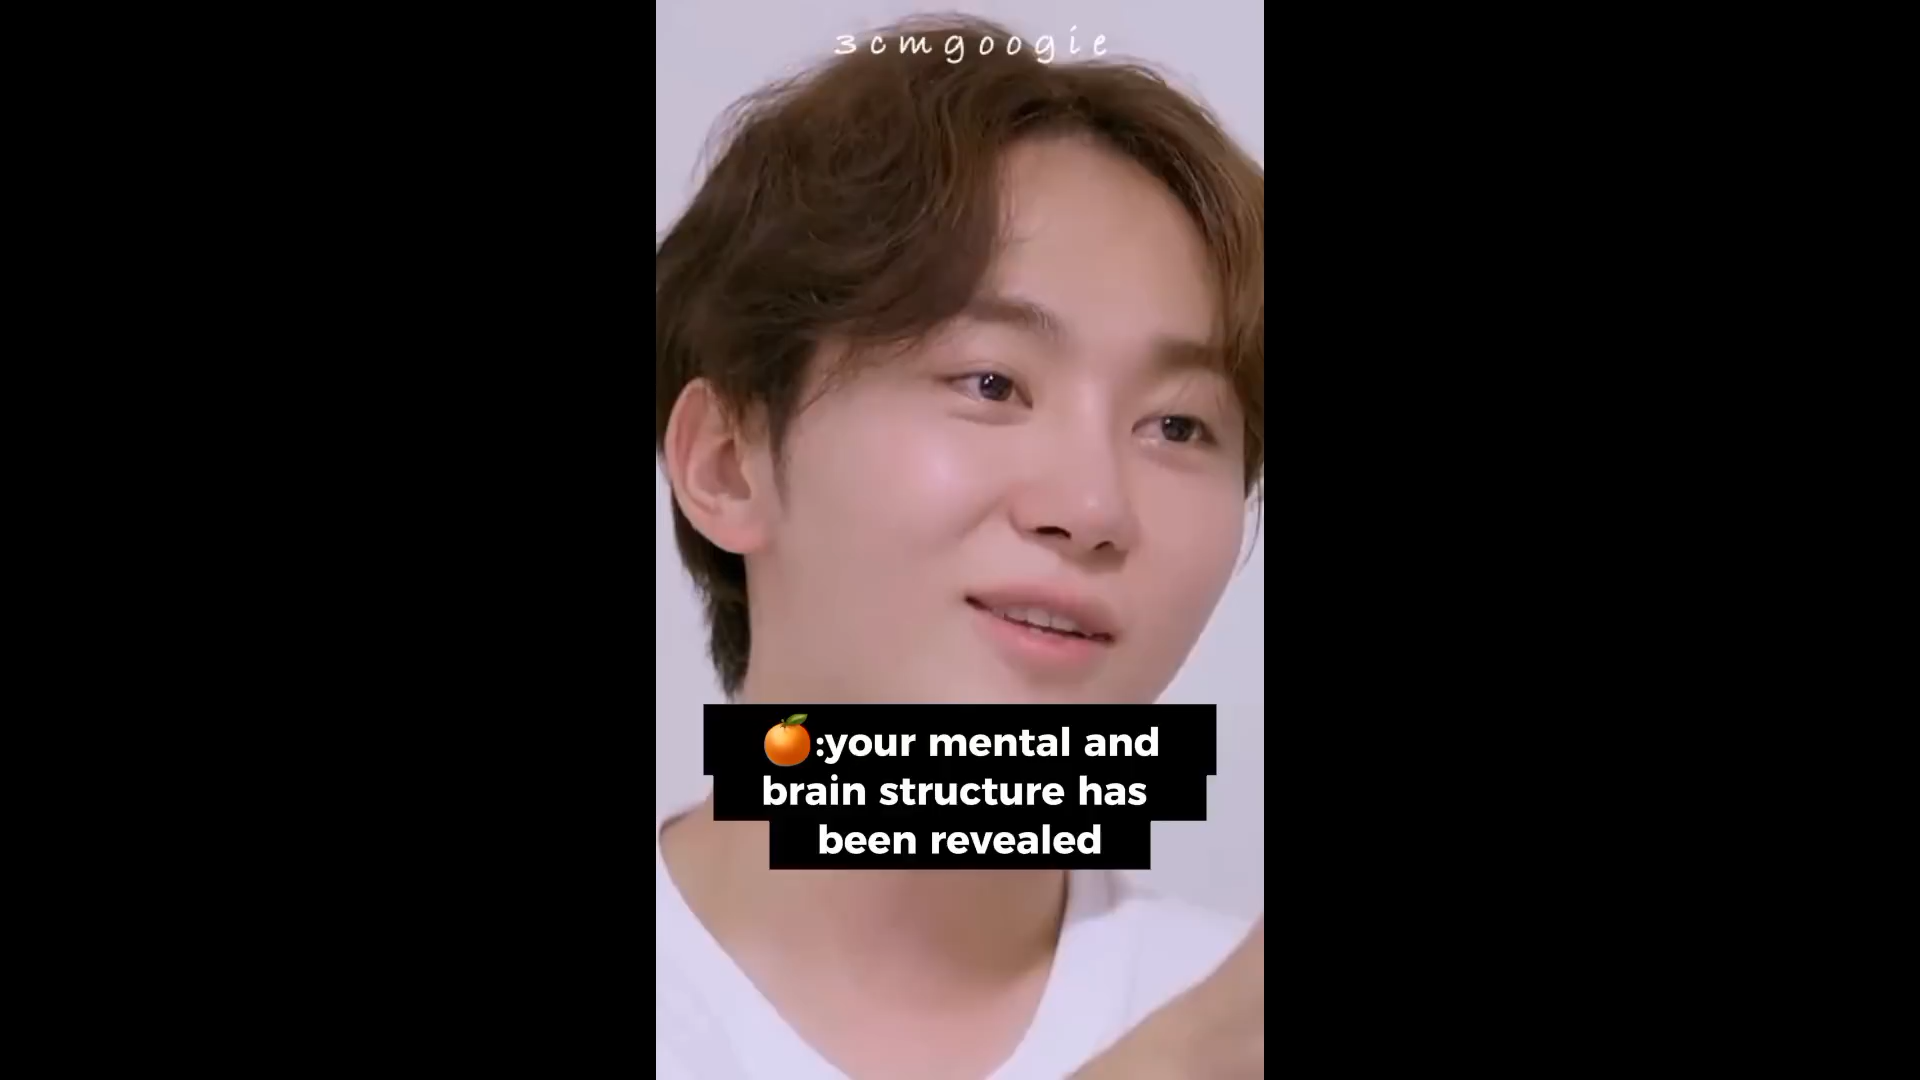 3cmgoogie
🍊:your mental and
brain structure has
been revealed